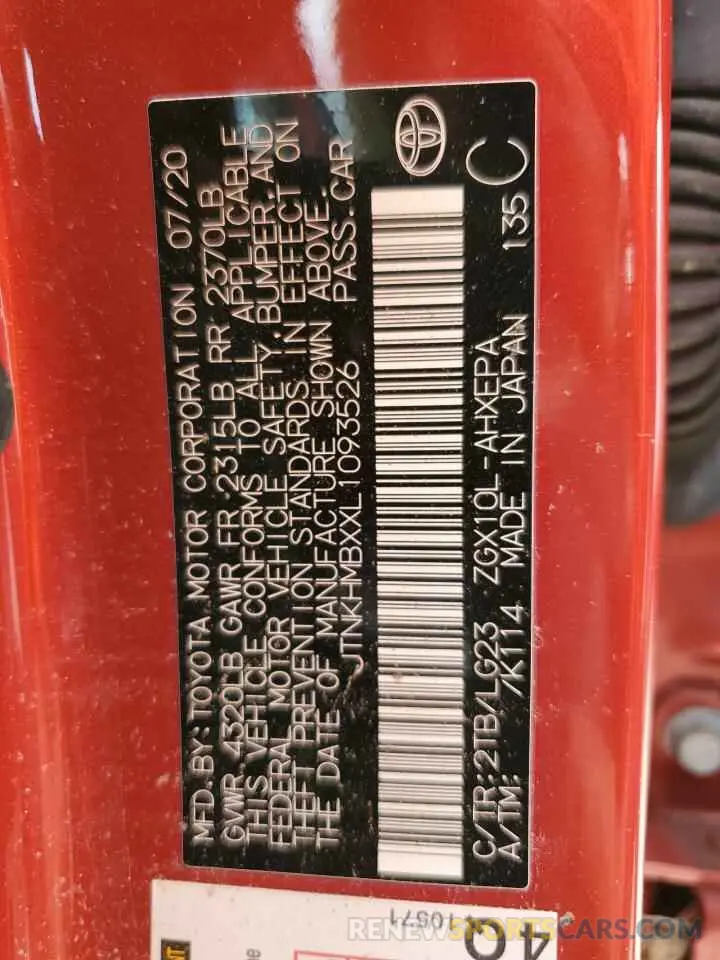 MFD.BY:TOYOTA MOTOR CORPORATION 07/20
GVWR 4320LB GAWR FR 2315LB RR 2370LB
THIS VEHICLE CONFORMS TO ALL APPLICABLE
FEDERAL MOTOR VEHICLE SAFETY,BUMPER,AND
THEFT PREVENTION STANDARDS IN EFFECT ON
THE DATE OF MANUFACTURE SHOWN ABOVE.
JTNKHMBXXL1093526 PASS.CAR
C/TR:2TB/LG23 ZGX10L-AHXEPA 135 C
A/TM: /K114 MADE IN JAPAN
40
RENEWSPORTSCARS.COM